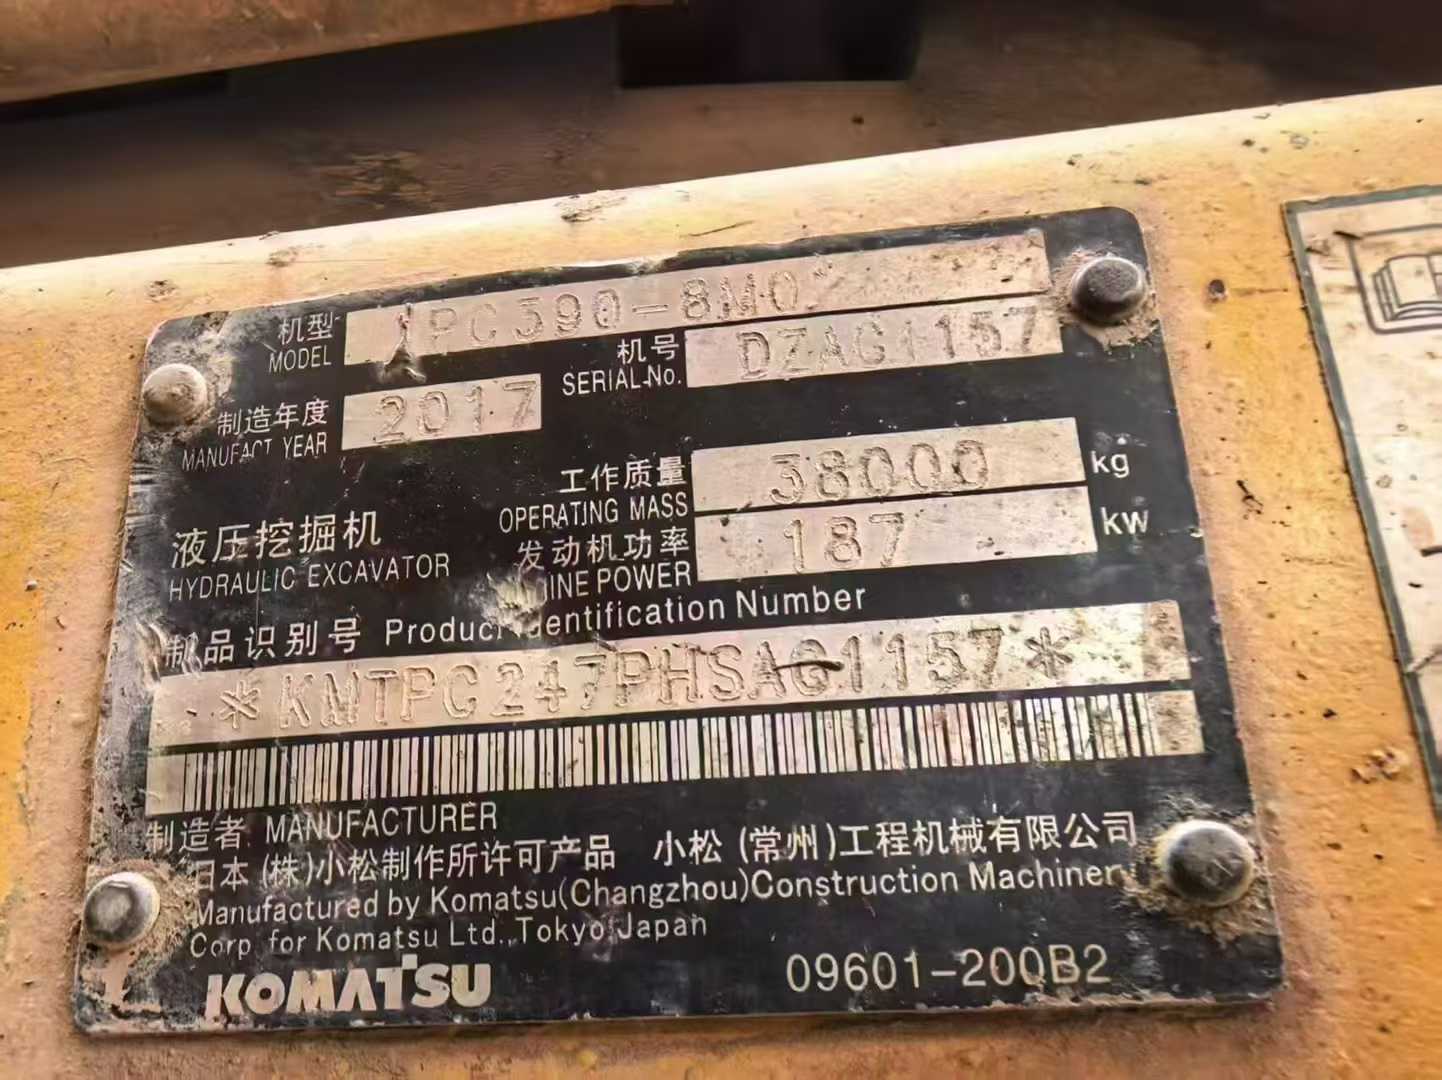 机型 PC390-8M0
MODEL
机号 DZAG1157
SERIAL-No.
制造年度 2017
MANUFACT YEAR
工作质量 38000 kg
OPERATING MASS
液压挖掘机
HYDRAULIC EXCAVATOR
发动机功率 187 kw
POWER
制品识别号 Product Identification Number
*KMTPC247PHSAG1157*
制造者 MANUFACTURER
日本(株)小松制作所许可产品 小松(常州)工程机械有限公司
Manufactured by Komatsu(Changzhou)Construction Machinery
Corp. for Komatsu Ltd.,Tokyo Japan
KOMATSU
09601-200B2